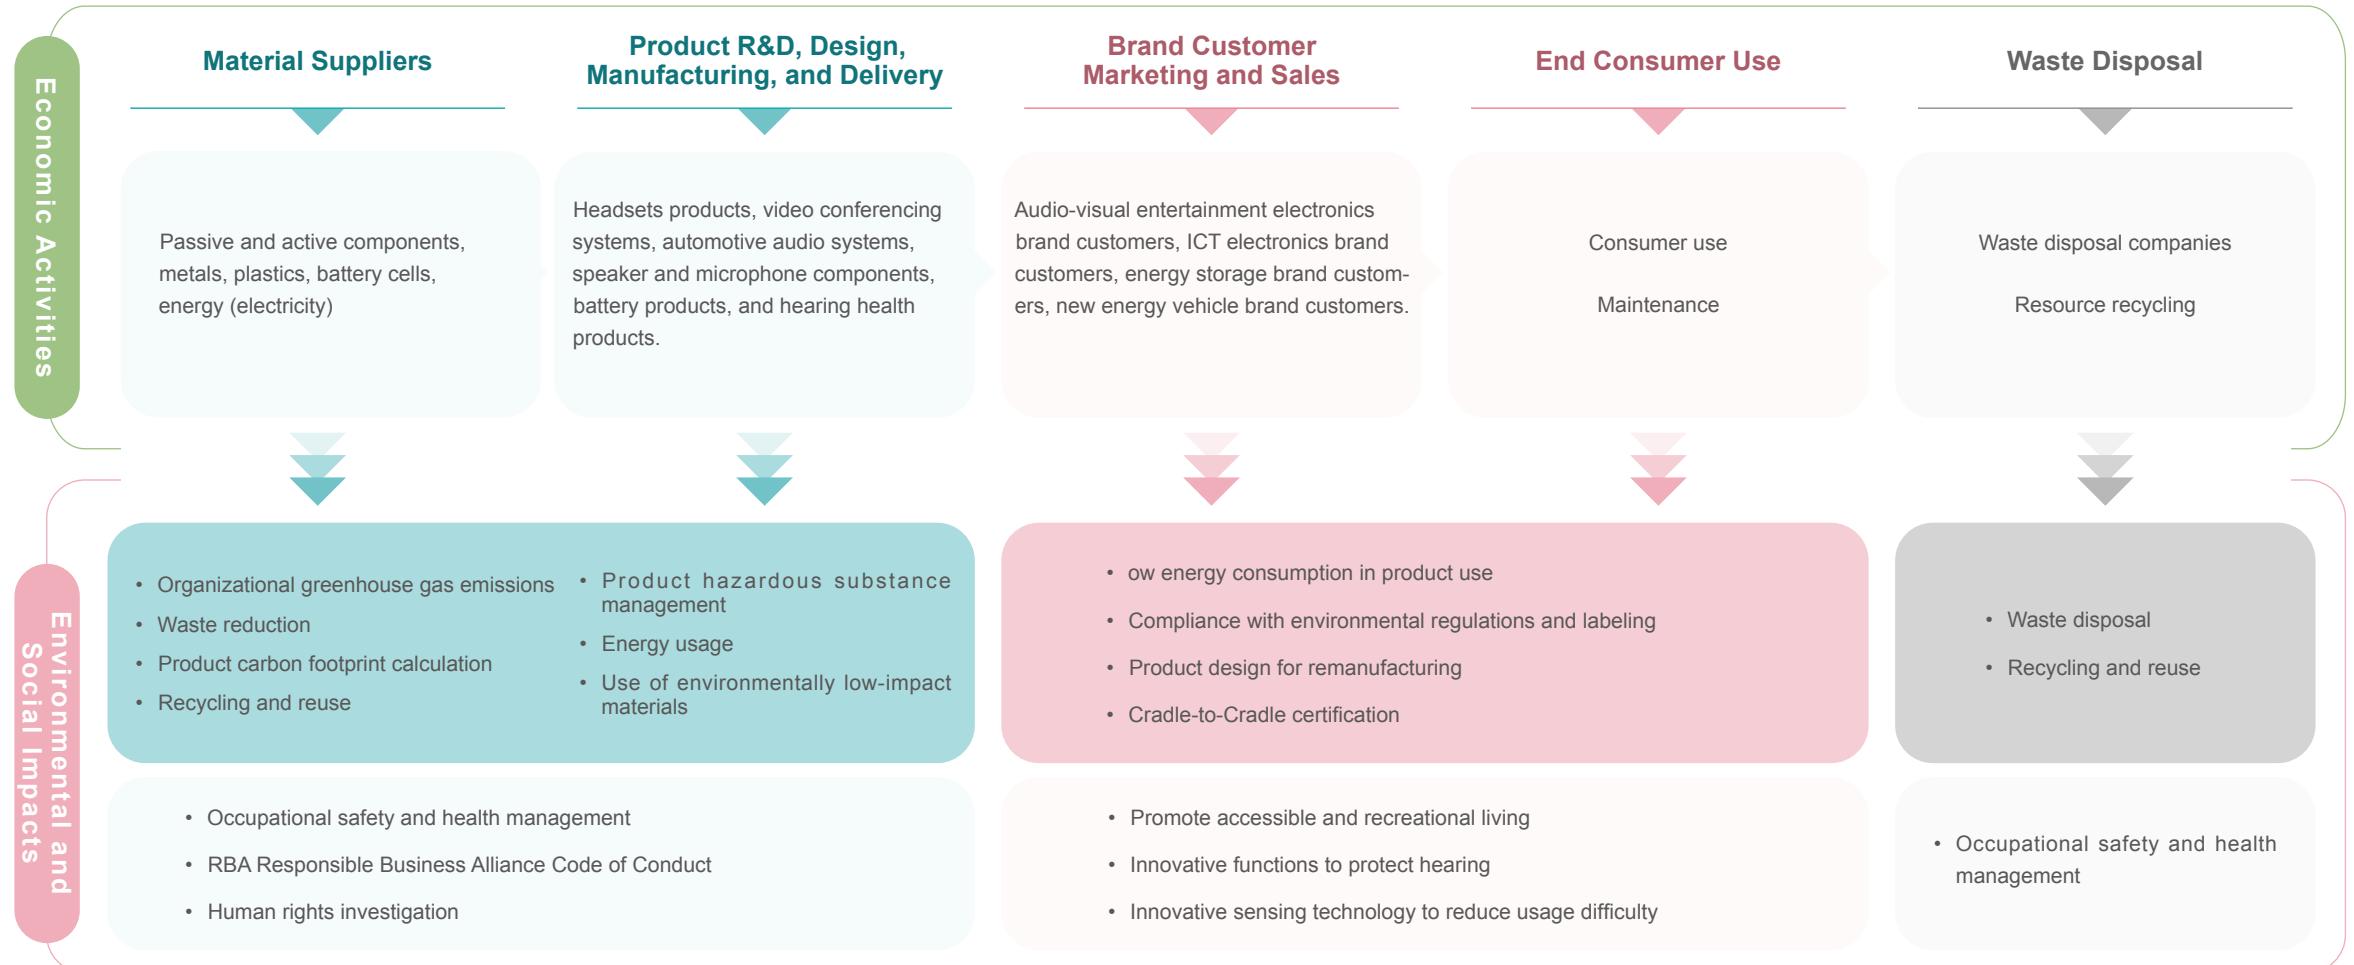 Economic Activities
Material Suppliers
Passive and active components,
metals, plastics, battery cells,
energy (electricity)
Product R&D, Design,
Manufacturing, and Delivery
Headsets products, video conferencing
systems, automotive audio systems,
speaker and microphone components,
battery products, and hearing health
products.
Brand Customer
Marketing and Sales
Audio-visual entertainment electronics
brand customers, ICT electronics brand
customers, energy storage brand custom-
ers, new energy vehicle brand customers.
End Consumer Use
Consumer use
Maintenance
Waste Disposal
Waste disposal companies
Resource recycling
Environmental and
Social Impacts
• Organizational greenhouse gas emissions
• Waste reduction
• Product carbon footprint calculation
• Recycling and reuse
• Product hazardous substance
management
• Energy usage
• Use of environmentally low-impact
materials
• ow energy consumption in product use
• Compliance with environmental regulations and labeling
• Product design for remanufacturing
• Cradle-to-Cradle certification
• Waste disposal
• Recycling and reuse
• Occupational safety and health management
• RBA Responsible Business Alliance Code of Conduct
• Human rights investigation
• Promote accessible and recreational living
• Innovative functions to protect hearing
• Innovative sensing technology to reduce usage difficulty
• Occupational safety and health
management